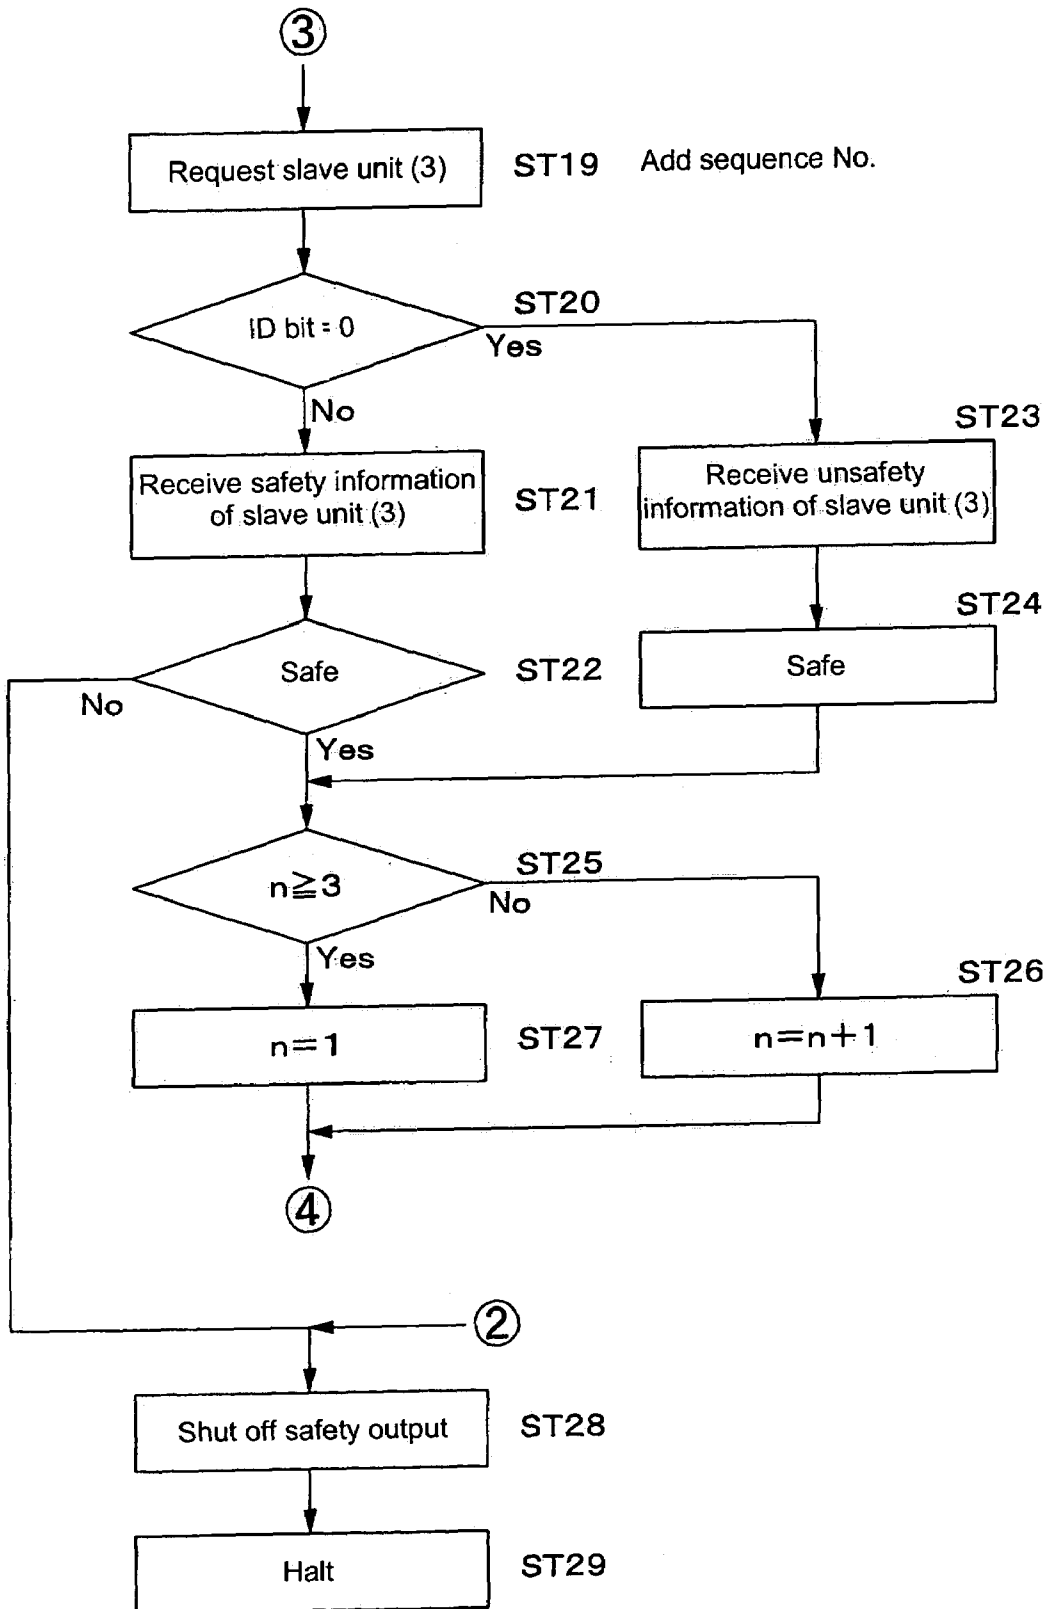 ③
Request slave unit (3)
ST19
Add sequence No.
ID bit = 0
ST20
Yes
No
ST23
Receive safety information
of slave unit (3)
ST21
Receive unsafety
information of slave unit (3)
ST24
Safe
ST22
Safe
No
Yes
n≧3
ST25
No
Yes
ST26
n=1
ST27
n=n+1
④
②
Shut off safety output
ST28
Halt
ST29